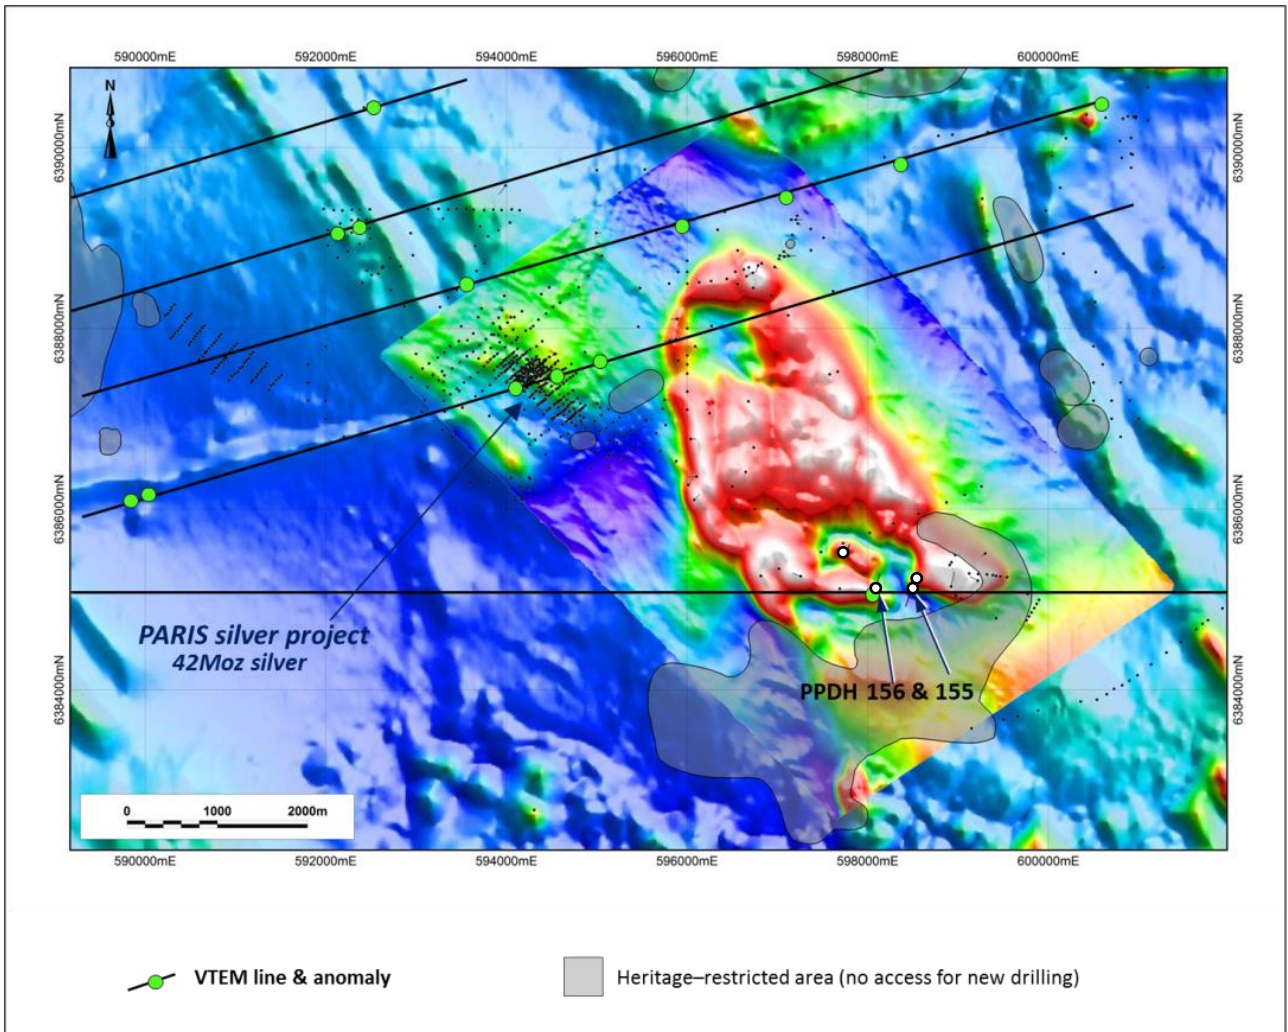 590000mE 592000mE 594000mE 596000mE 598000mE 600000mE
N
6390000mN 6390000mN
6388000mN 6388000mN
6386000mN 6386000mN
PARIS silver project
42Moz silver
6384000mN 6384000mN
PPDH 156 & 155
0 1000 2000m
590000mE 592000mE 594000mE 596000mE 598000mE 600000mE
VTEM line & anomaly
Heritage–restricted area (no access for new drilling)